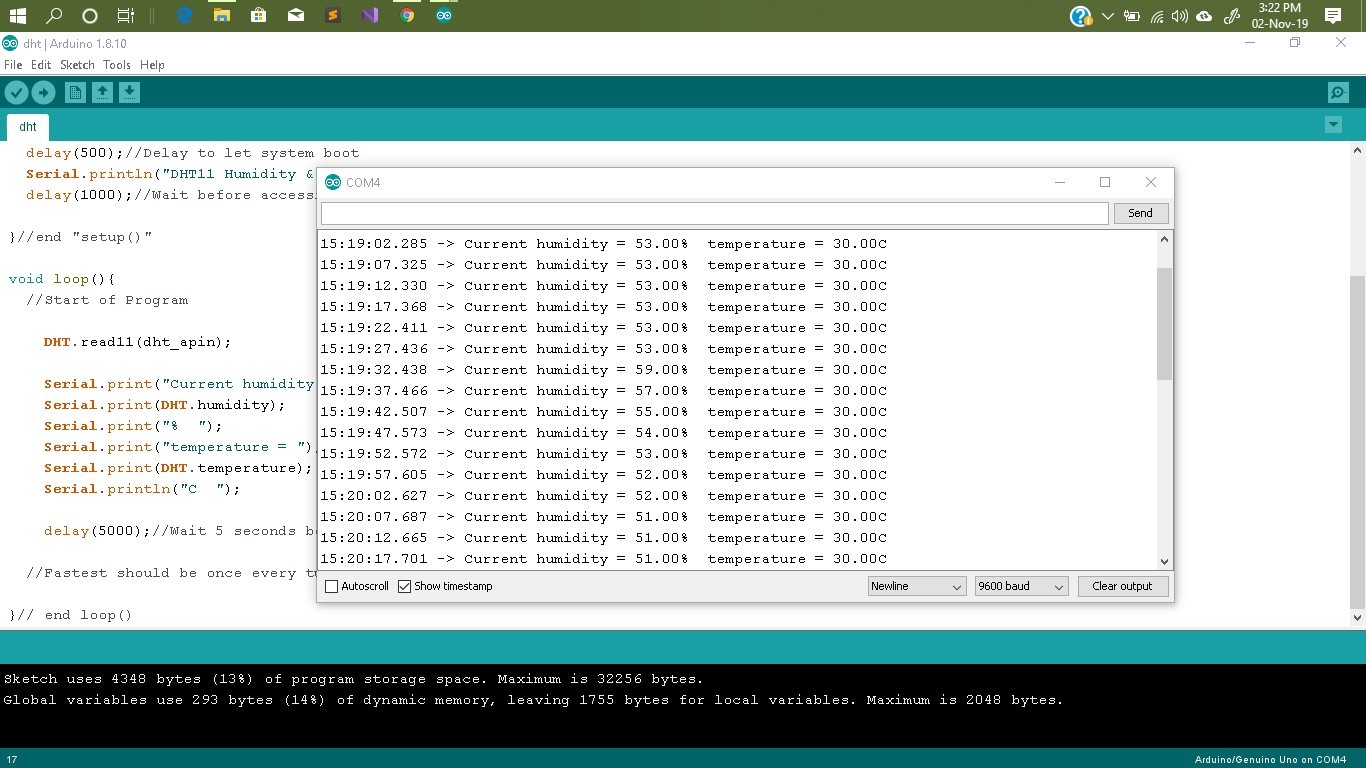 3:22 PM
02-Nov-19
dht | Arduino 1.8.10
File Edit Sketch Tools Help
dht
delay(500);//Delay to let system boot
Serial.println("DHT11 Humidity &
delay(1000);//Wait before access
}//end "setup()"
void loop(){
//Start of Program
DHT.read11(dht_apin);
Serial.print("Current humidity
Serial.print(DHT.humidity);
Serial.print("%  ");
Serial.print("temperature = ")
Serial.print(DHT.temperature);
Serial.println("C  ");
delay(5000);//Wait 5 seconds be
//Fastest should be once every tw
}// end loop()
COM4
Send
15:19:02.285 -> Current humidity = 53.00%  temperature = 30.00C
15:19:07.325 -> Current humidity = 53.00%  temperature = 30.00C
15:19:12.330 -> Current humidity = 53.00%  temperature = 30.00C
15:19:17.368 -> Current humidity = 53.00%  temperature = 30.00C
15:19:22.411 -> Current humidity = 53.00%  temperature = 30.00C
15:19:27.436 -> Current humidity = 53.00%  temperature = 30.00C
15:19:32.438 -> Current humidity = 59.00%  temperature = 30.00C
15:19:37.466 -> Current humidity = 57.00%  temperature = 30.00C
15:19:42.507 -> Current humidity = 55.00%  temperature = 30.00C
15:19:47.573 -> Current humidity = 54.00%  temperature = 30.00C
15:19:52.572 -> Current humidity = 53.00%  temperature = 30.00C
15:19:57.605 -> Current humidity = 52.00%  temperature = 30.00C
15:20:02.627 -> Current humidity = 52.00%  temperature = 30.00C
15:20:07.687 -> Current humidity = 51.00%  temperature = 30.00C
15:20:12.665 -> Current humidity = 51.00%  temperature = 30.00C
15:20:17.701 -> Current humidity = 51.00%  temperature = 30.00C
Autoscroll Show timestamp Newline 9600 baud Clear output
Sketch uses 4348 bytes (13%) of program storage space. Maximum is 32256 bytes.
Global variables use 293 bytes (14%) of dynamic memory, leaving 1755 bytes for local variables. Maximum is 2048 bytes.
17 Arduino/Genuino Uno on COM4